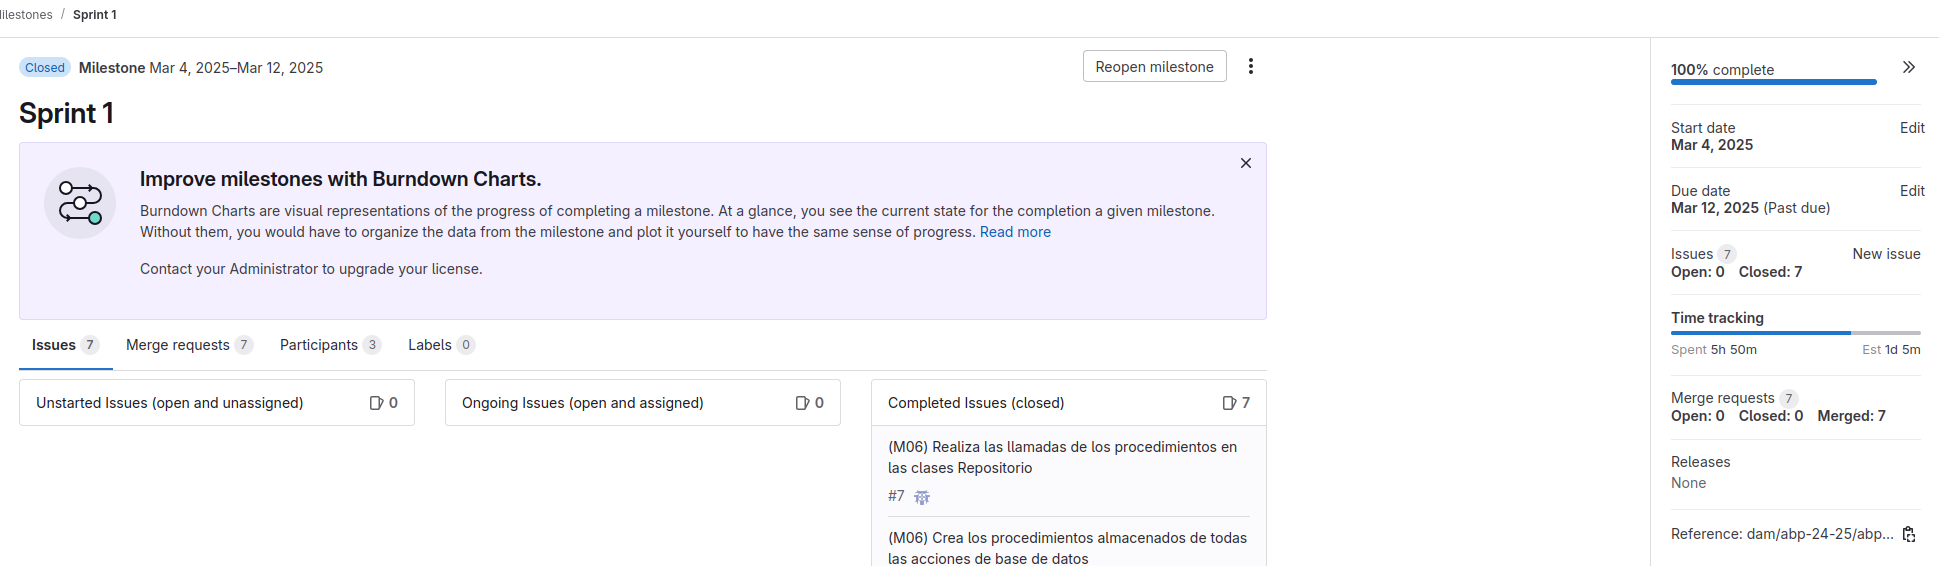 / Sprint 1
Closed Milestone Mar 4, 2025–Mar 12, 2025
Reopen milestone
Sprint 1
Improve milestones with Burndown Charts.
Burndown Charts are visual representations of the progress of completing a milestone. At a glance, you see the current state for the completion a given milestone.
Without them, you would have to organize the data from the milestone and plot it yourself to have the same sense of progress. Read more
Contact your Administrator to upgrade your license.
Issues 7 Merge requests 7 Participants 3 Labels 0
Unstarted Issues (open and unassigned) 0
Ongoing Issues (open and assigned) 0
Completed Issues (closed) 7
(M06) Realiza las llamadas de los procedimientos en
las clases Repositorio
#7
(M06) Crea los procedimientos almacenados de todas
las acciones de base de datos
100% complete
Start date Edit
Mar 4, 2025
Due date Edit
Mar 12, 2025 (Past due)
Issues 7 New issue
Open: 0 Closed: 7
Time tracking
Spent 5h 50m Est 1d 5m
Merge requests 7
Open: 0 Closed: 0 Merged: 7
Releases
None
Reference: dam/abp-24-25/abp...